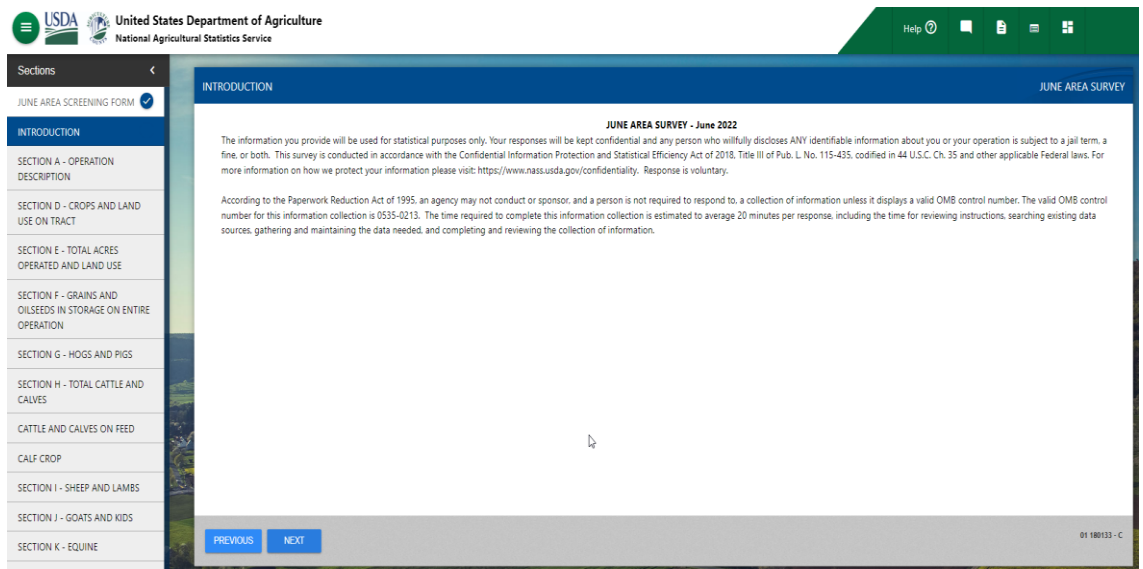 USDA
United States Department of Agriculture
National Agricultural Statistics Service
Help
Sections
JUNE AREA SCREENING FORM
INTRODUCTION
SECTION A - OPERATION
DESCRIPTION
SECTION D - CROPS AND LAND
USE ON TRACT
SECTION E - TOTAL ACRES
OPERATED AND LAND USE
SECTION F - GRAINS AND
OILSEEDS IN STORAGE ON ENTIRE
OPERATION
SECTION G - HOGS AND PIGS
SECTION H - TOTAL CATTLE AND
CALVES
CATTLE AND CALVES ON FEED
CALF CROP
SECTION I - SHEEP AND LAMBS
SECTION J - GOATS AND KIDS
SECTION K - EQUINE
INTRODUCTION
JUNE AREA SURVEY
JUNE AREA SURVEY - June 2022
The information you provide will be used for statistical purposes only. Your responses will be kept confidential and any person who willfully discloses ANY identifiable information about you or your operation is subject to a jail term, a
fine, or both. This survey is conducted in accordance with the Confidential Information Protection and Statistical Efficiency Act of 2018, Title III of Pub. L. No. 115-435, codified in 44 U.S.C. Ch. 35 and other applicable Federal laws. For
more information on how we protect your information please visit: https://www.nass.usda.gov/confidentiality. Response is voluntary.
According to the Paperwork Reduction Act of 1995, an agency may not conduct or sponsor, and a person is not required to respond to, a collection of information unless it displays a valid OMB control number. The valid OMB control
number for this information collection is 0535-0213. The time required to complete this information collection is estimated to average 20 minutes per response, including the time for reviewing instructions, searching existing data
sources, gathering and maintaining the data needed, and completing and reviewing the collection of information.
PREVIOUS
NEXT
01 180133 - C